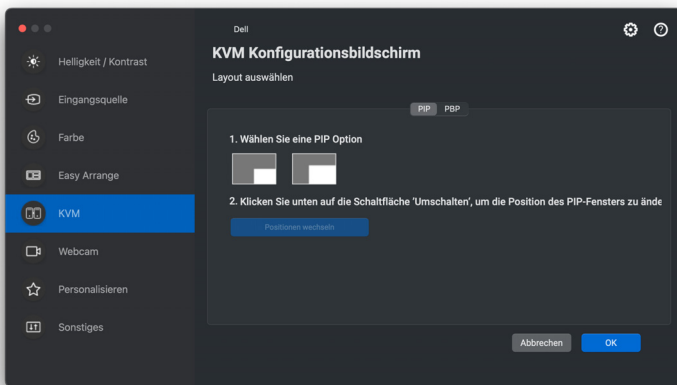 Dell
KVM Konfigurationsbildschirm
Layout auswählen
Helligkeit / Kontrast
Eingangsquelle
Farbe
Easy Arrange
KVM
Webcam
Personalisieren
Sonstiges
PIP PBP
1. Wählen Sie eine PIP Option
2. Klicken Sie unten auf die Schaltfläche 'Umschalten', um die Position des PIP-Fensters zu ände
Positionen wechseln
Abbrechen OK